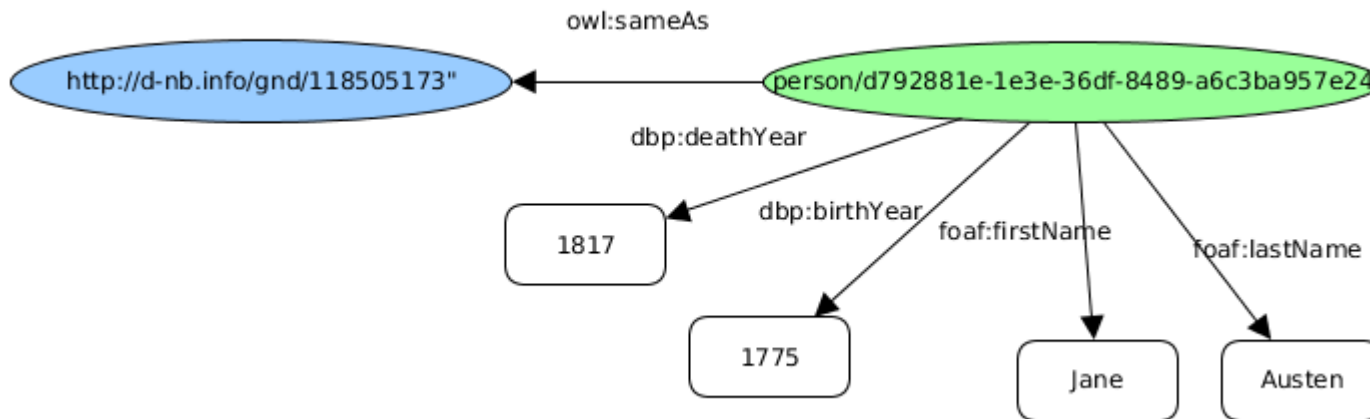 owl:sameAs
http://d-nb.info/gnd/118505173"
person/d792881e-1e3e-36df-8489-a6c3ba957e24
dbp:deathYear
dbp:birthYear
foaf:firstName
foaf:lastName
1817
1775
Jane
Austen